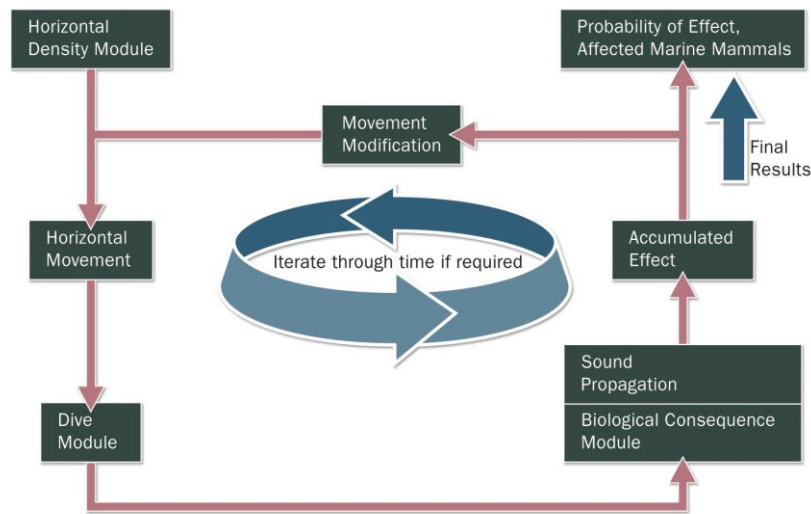 Horizontal
Density Module
Probability of Effect,
Affected Marine Mammals
Movement
Modification
Final
Results
Horizontal
Movement
Iterate through time if required
Accumulated
Effect
Sound
Propagation
Dive
Module
Biological Consequence
Module